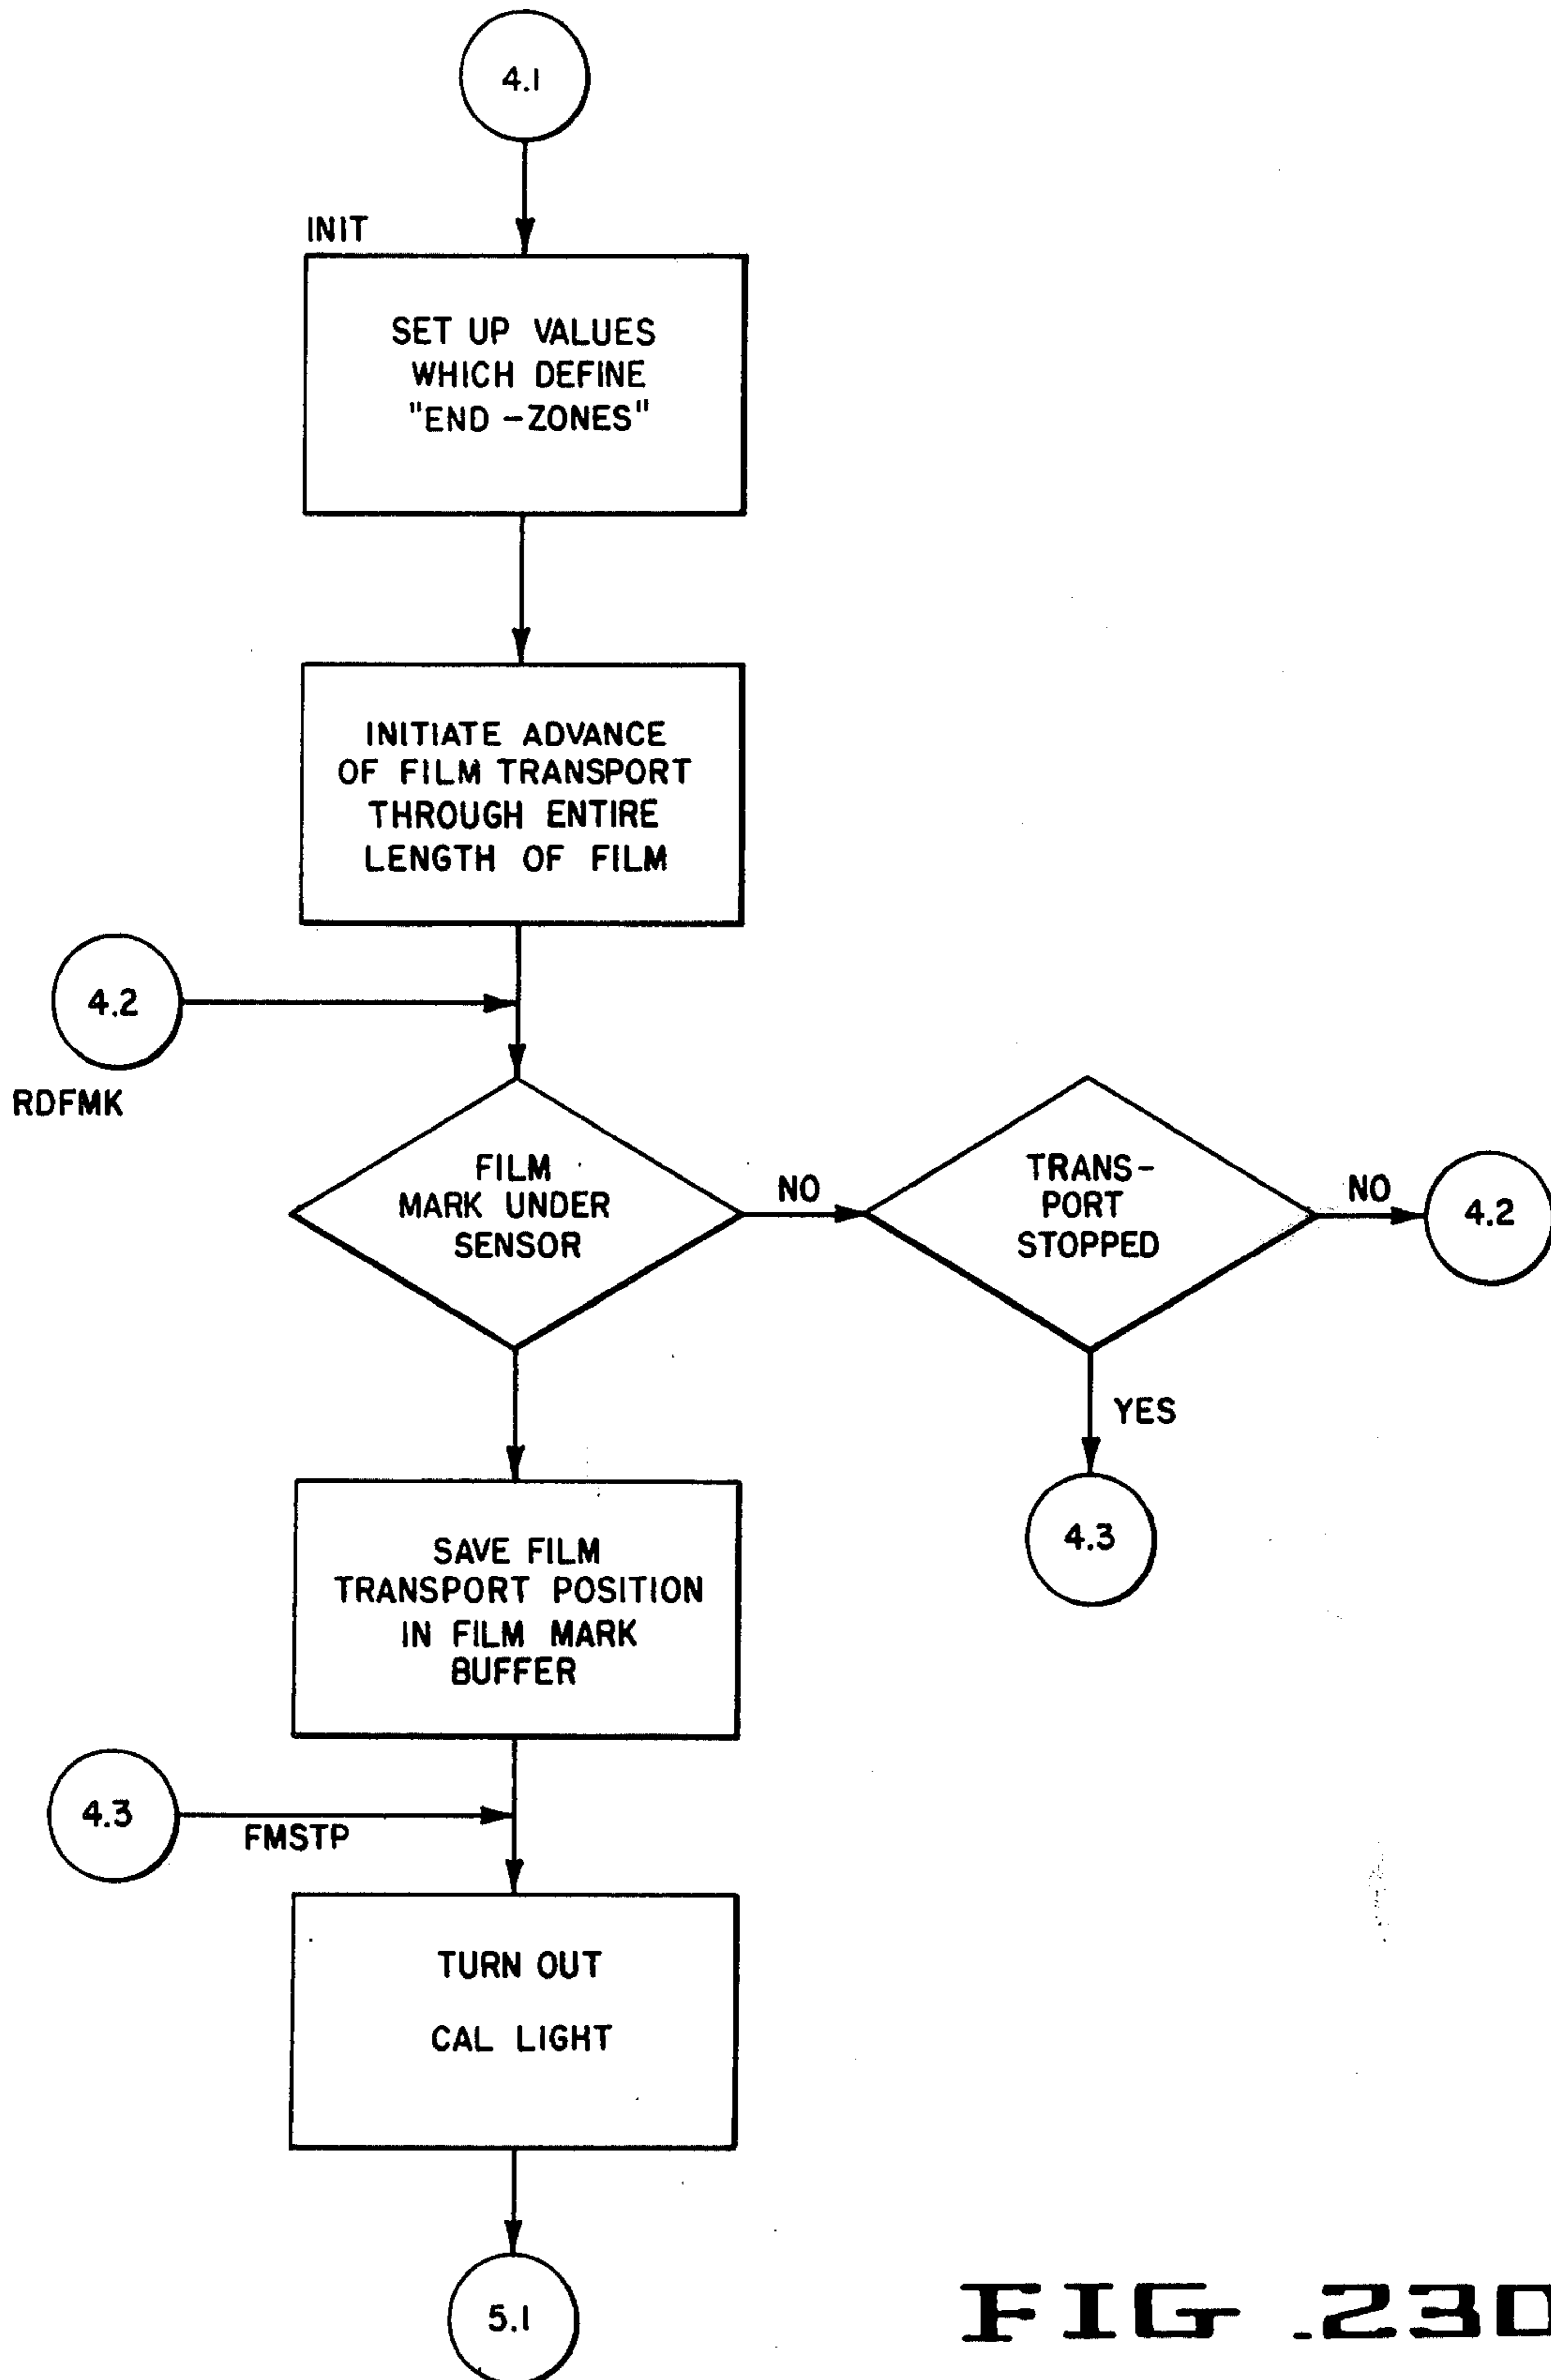 4.1
INIT
SET UP VALUES
WHICH DEFINE
"END-ZONES"
INITIATE ADVANCE
OF FILM TRANSPORT
THROUGH ENTIRE
LENGTH OF FILM
4.2
RDFMK
FILM
MARK UNDER
SENSOR
NO
TRANS-
PORT
STOPPED
NO
4.2
YES
4.3
SAVE FILM
TRANSPORT POSITION
IN FILM MARK
BUFFER
4.3
FMSTP
TURN OUT
CAL LIGHT
5.1
FIG.